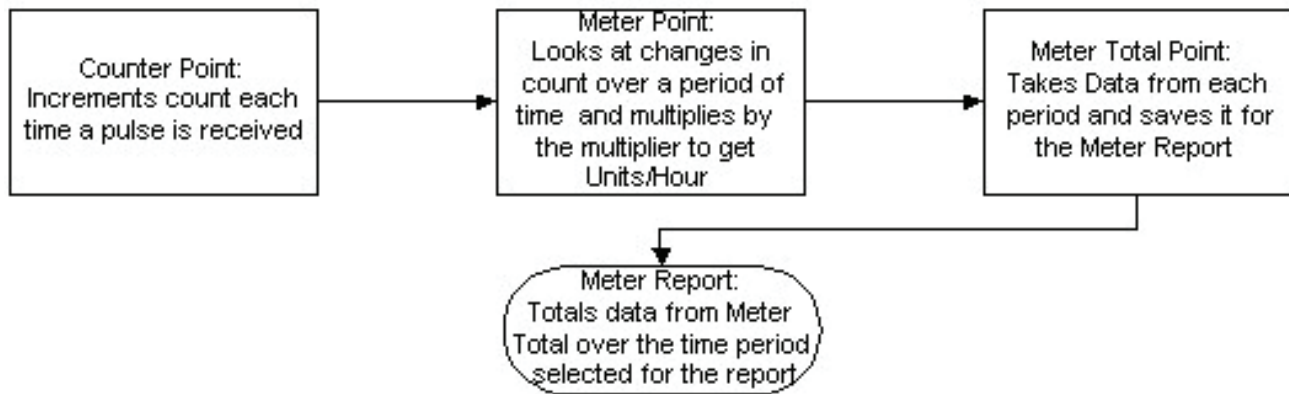 Counter Point:
Increments count each
time a pulse is received
Meter Point:
Looks at changes in
count over a period of
time and multiplies by
the multiplier to get
Units/Hour
Meter Total Point:
Takes Data from each
period and saves it for
the Meter Report
Meter Report:
Totals data from Meter
Total over the time period
selected for the report